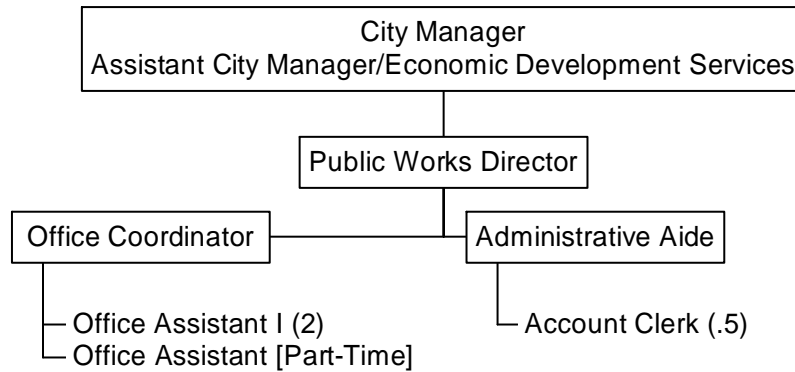 City Manager
Assistant City Manager/Economic Development Services
Public Works Director
Office Coordinator
Administrative Aide
Office Assistant I (2)
Office Assistant [Part-Time]
Account Clerk (.5)